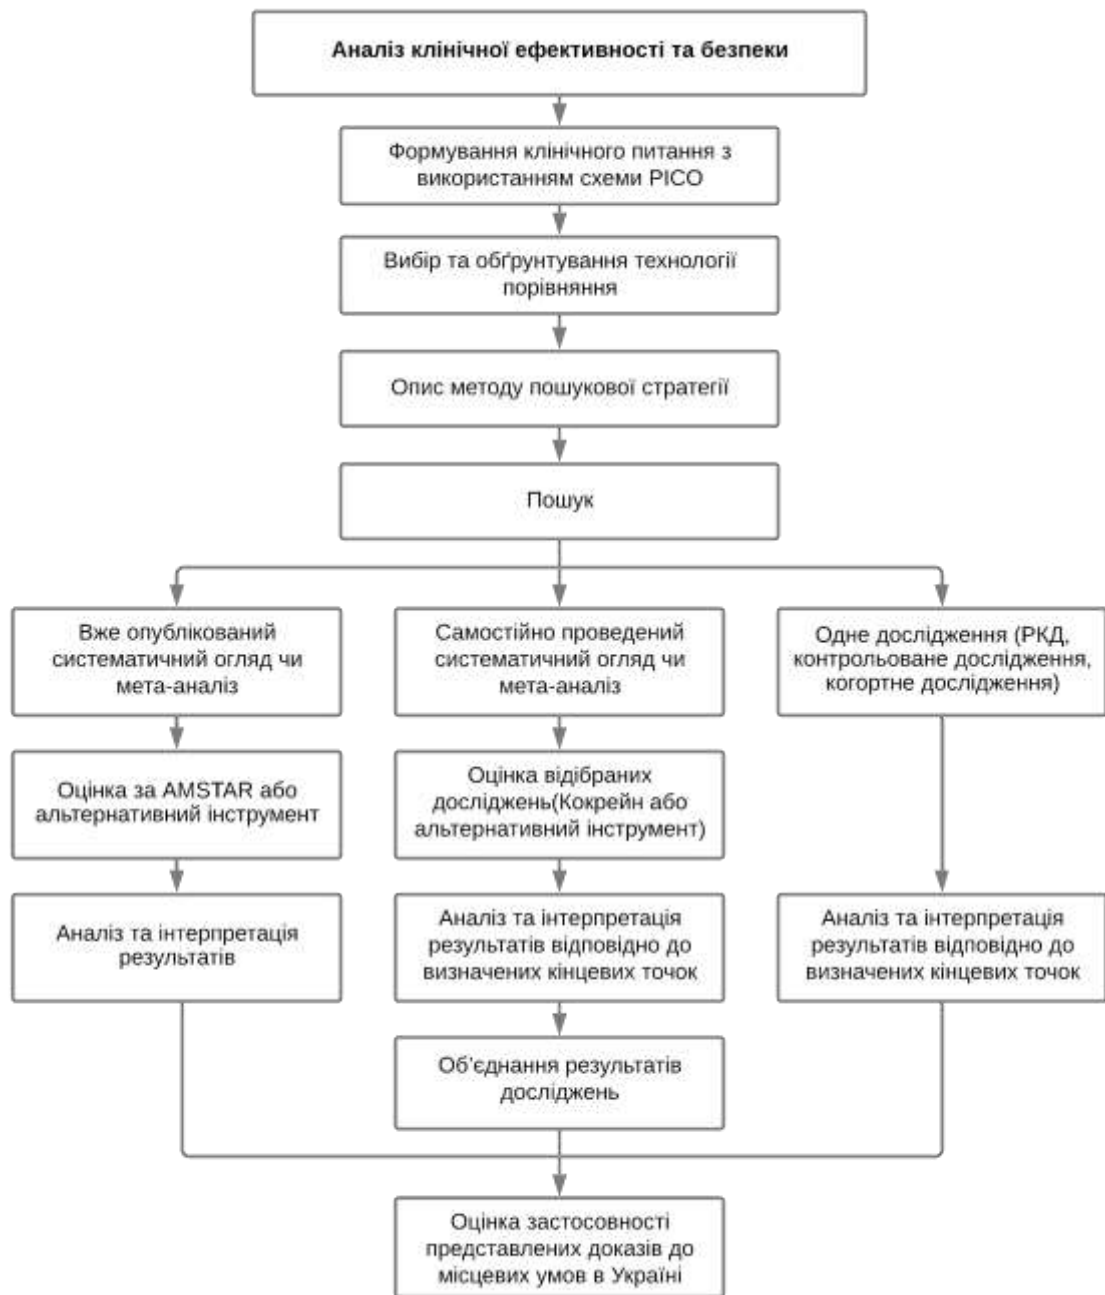 Аналіз клінічної ефективності та безпеки
Формування клінічного питання з
використанням схеми PICO
Вибір та обґрунтування технології
порівняння
Опис методу пошукової стратегії
Пошук
Вже опублікований
систематичний огляд чи
мета-аналіз
Самостійно проведений
систематичний огляд чи
мета-аналіз
Одне дослідження (РКД,
контрольоване дослідження,
когортне дослідження)
Оцінка за AMSTAR або
альтернативний інструмент
Оцінка відібраних
досліджень(Кокрейн або
альтернативний інструмент)
Аналіз та інтерпретація
результатів
Аналіз та інтерпретація
результатів відповідно до
визначених кінцевих точок
Аналіз та інтерпретація
результатів відповідно до
визначених кінцевих точок
Об’єднання результатів
досліджень
Оцінка застосовності
представлених доказів до
місцевих умов в Україні